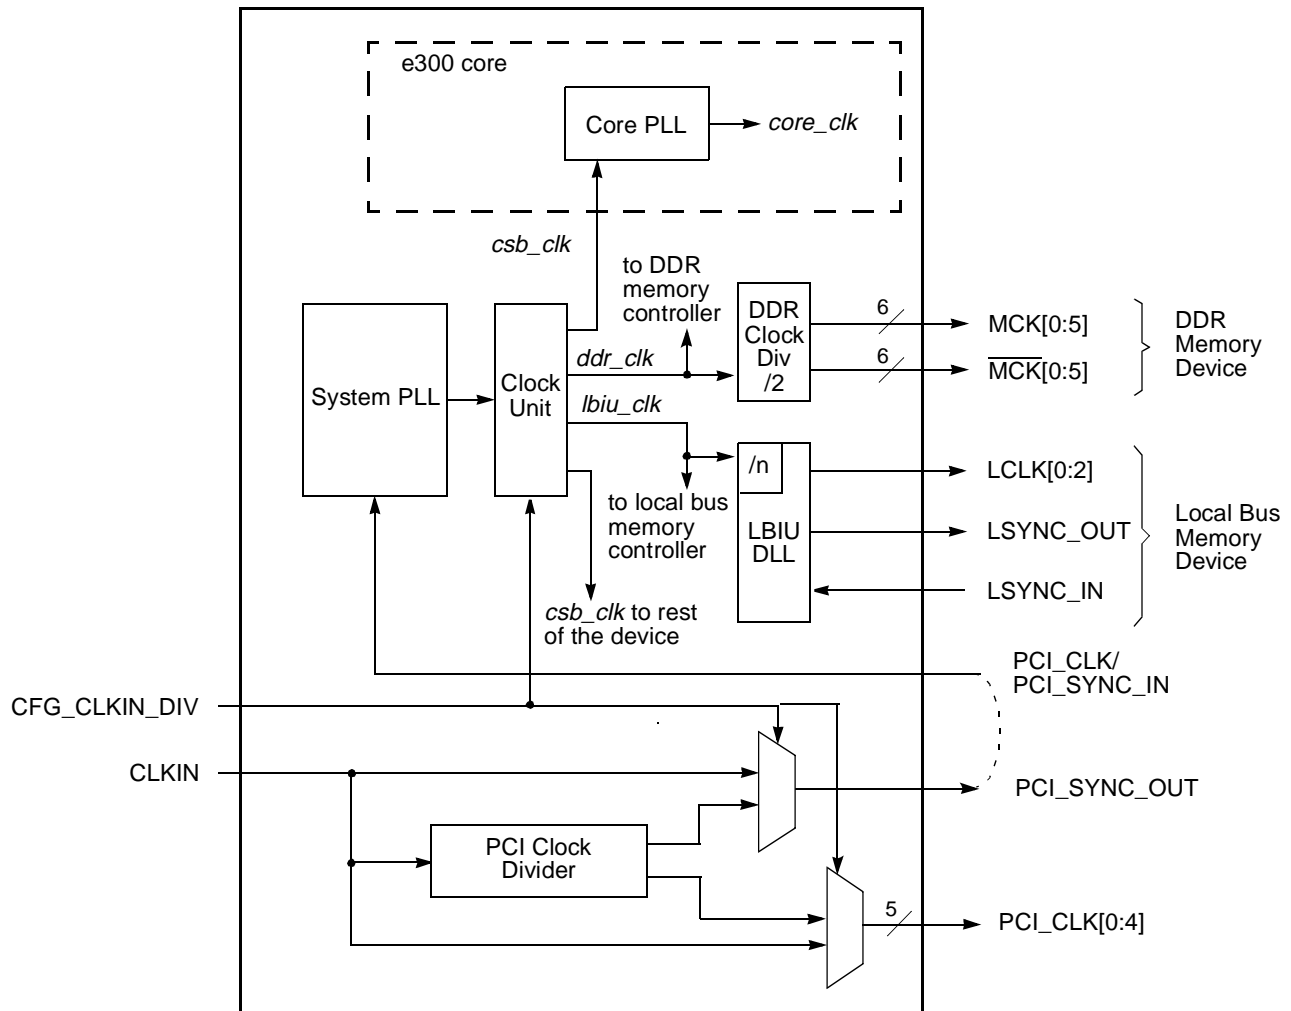 e300 core
Core PLL
core_clk
csb_clk
to DDR
memory
controller
DDR
Clock
Div
/2
6
MCK[0:5]
6
MCK[0:5]
DDR
Memory
Device
System PLL
Clock
Unit
ddr_clk
lbiu_clk
/n
LBIU
DLL
LCLK[0:2]
LSYNC_OUT
LSYNC_IN
Local Bus
Memory
Device
to local bus
memory
controller
csb_clk to rest
of the device
PCI_CLK/
PCI_SYNC_IN
CFG_CLKIN_DIV
CLKIN
PCI_SYNC_OUT
PCI Clock
Divider
5
PCI_CLK[0:4]